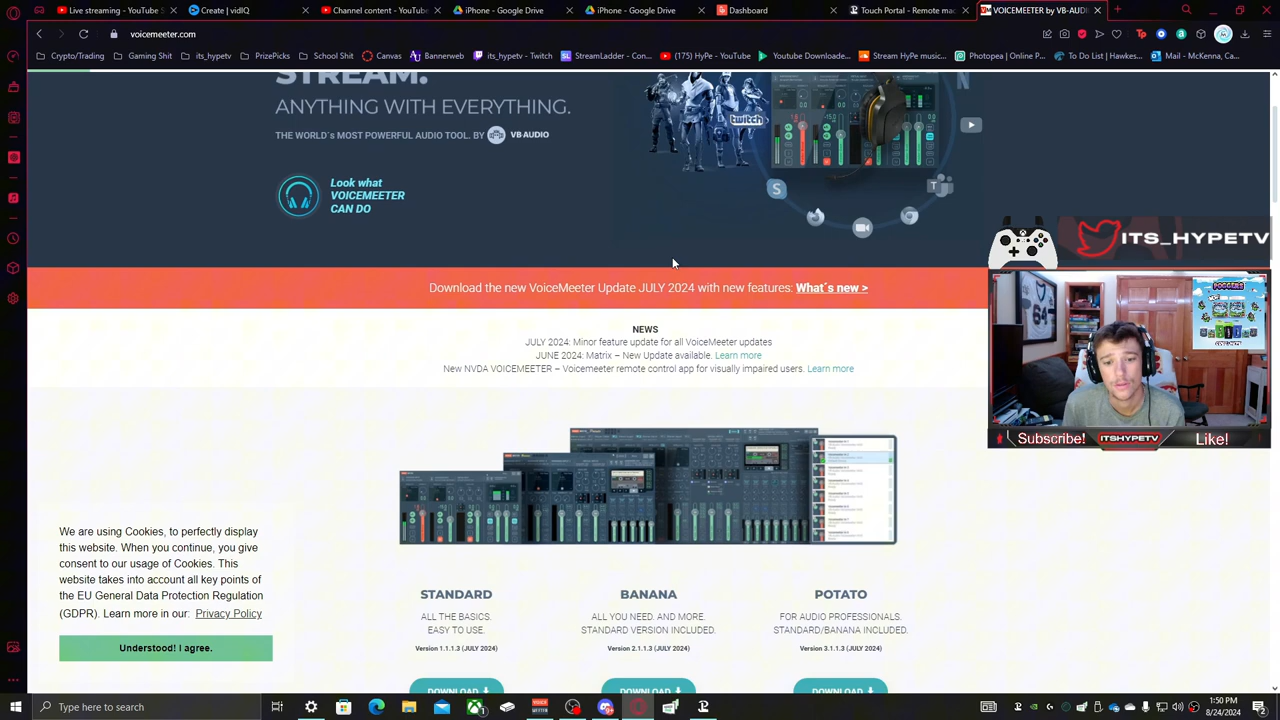 Live streaming - YouTube S
Create | vidIQ
Channel content - YouTube
iPhone - Google Drive
iPhone - Google Drive
Dashboard
Touch Portal - Remote mac
VOICEMEETER by VB-AUDIO
voicemeeter.com
Crypto/Trading
Gaming Shit
its_hypetv
PrizePicks
School Shit
Canvas
Bannerweb
its_hypetv - Twitch
StreamLadder - Con...
(175) HyPe - YouTube
Youtube Downloade...
Stream HyPe music...
Photopea | Online P...
To Do List | Hawkes...
Mail - McKenna, Ca...
STREAM.
ANYTHING WITH EVERYTHING.
THE WORLD's MOST POWERFUL AUDIO TOOL. BY VB-AUDIO
twitch
Look what
VOICEMEETER
CAN DO
ITS_HYPETV
Download the new VoiceMeeter Update JULY 2024 with new features: What´s new >
NEWS
JULY 2024: Minor feature update for all VoiceMeeter updates
JUNE 2024: Matrix – New Update available. Learn more
New NVDA VOICEMEETER – Voicemeeter remote control app for visually impaired users. Learn more
Subscribe! ITSHYPETV Like!
We are using Cookies, to perfectly display
this website. When you continue, you give
consent to our usage of Cookies. This
website takes into account all key points of
the EU General Data Protection Regulation
(GDPR). Learn more in our: Privacy Policy
Understood! I agree.
STANDARD
ALL THE BASICS.
EASY TO USE.
Version 1.1.1.3 (JULY 2024)
DOWNLOAD
BANANA
ALL YOU NEED. AND MORE.
STANDARD VERSION INCLUDED.
Version 2.1.1.3 (JULY 2024)
DOWNLOAD
POTATO
FOR AUDIO PROFESSIONALS.
STANDARD/BANANA INCLUDED.
Version 3.1.1.3 (JULY 2024)
DOWNLOAD
Type here to search
1:50 PM
8/24/2024